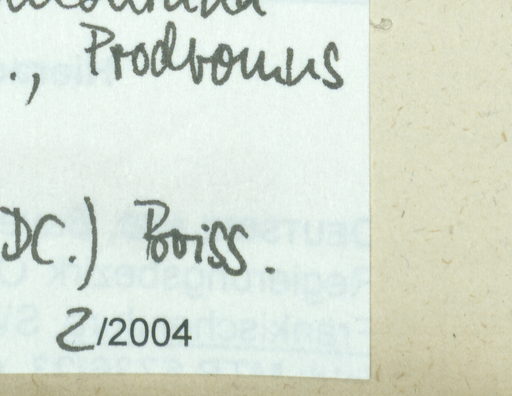 ., Prodromus
DC.) Boiss.
2/2004